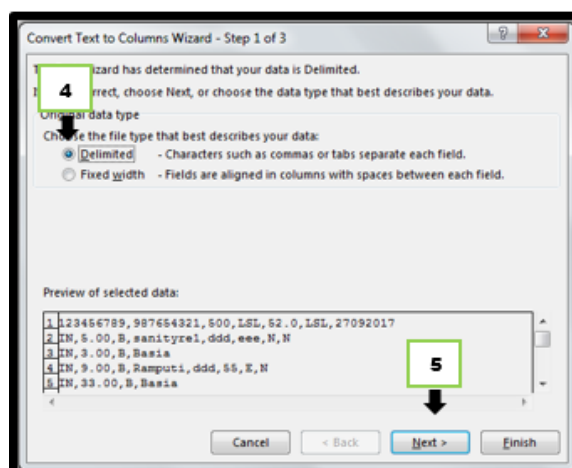 Convert Text to Columns Wizard - Step 1 of 3
wizard has determined that your data is Delimited.
4
choose Next, or choose the data type that best describes your data.
Original data type
Choose the file type that best describes your data:
Delimited - Characters such as commas or tabs separate each field.
Fixed width - Fields are aligned in columns with spaces between each field.
Preview of selected data:
1 123456789,987654321,500,LSL,52.0,LSL,27092017
2 IN,5.00,B,sanityrel,ddd,eee,N,N
3 IN,3.00,B,Basia
4 IN,9.00,B,Ramputi,ddd,55,E,N
5 IN,33.00,B,Basia
5
Cancel < Back Next > Finish